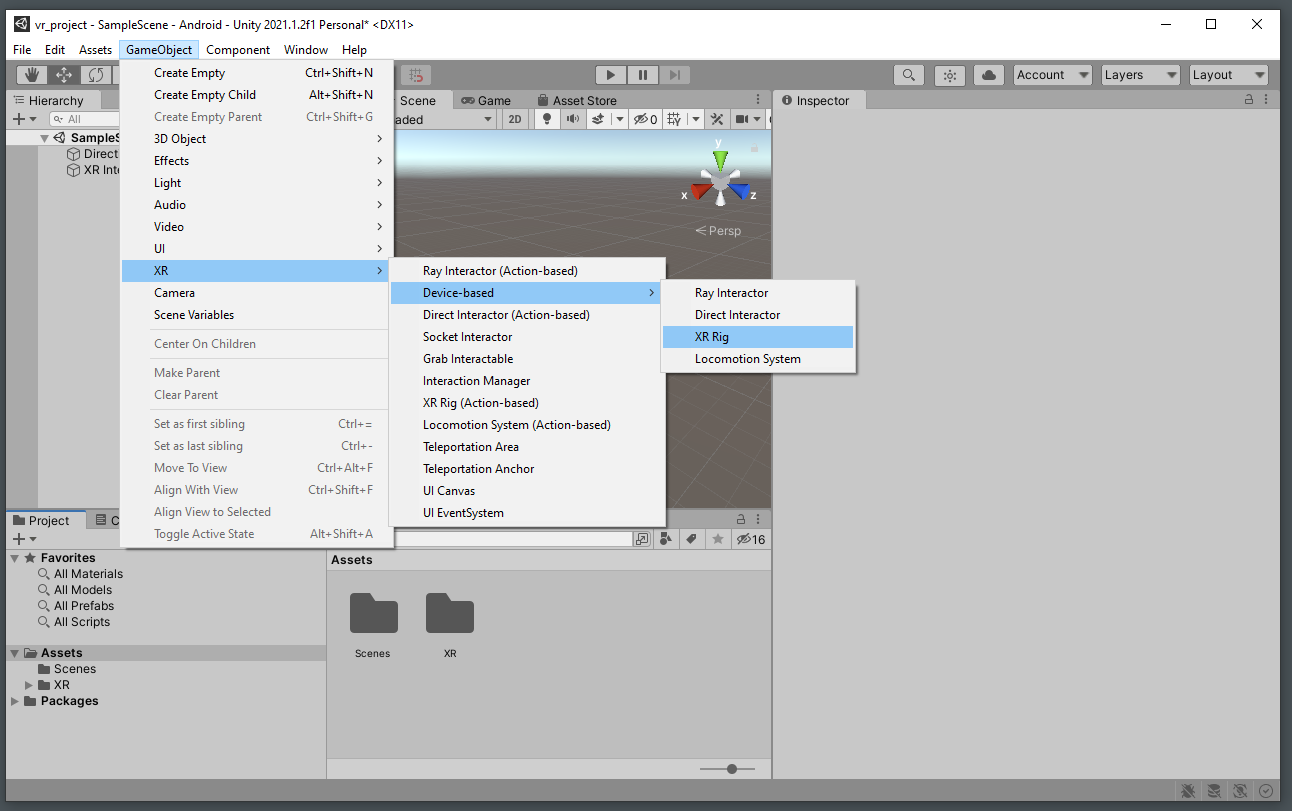 vr_project - SampleScene - Android - Unity 2021.1.2f1 Personal* <DX11>
File Edit Assets GameObject Component Window Help
Account Layers Layout
Hierarchy
All
SampleS
Direct
XR Inte
Create Empty Ctrl+Shift+N
Create Empty Child Alt+Shift+N
Create Empty Parent Ctrl+Shift+G
3D Object
Effects
Light
Audio
Video
UI
XR
Camera
Scene Variables
Center On Children
Make Parent
Clear Parent
Set as first sibling Ctrl+=
Set as last sibling Ctrl+-
Move To View Ctrl+Alt+F
Align With View Ctrl+Shift+F
Align View to Selected
Toggle Active State Alt+Shift+A
Scene Game Asset Store
aded 2D 0
y
x z
Persp
Ray Interactor (Action-based)
Device-based
Direct Interactor (Action-based)
Socket Interactor
Grab Interactable
Interaction Manager
XR Rig (Action-based)
Locomotion System (Action-based)
Teleportation Area
Teleportation Anchor
UI Canvas
UI EventSystem
Ray Interactor
Direct Interactor
XR Rig
Locomotion System
Inspector
Project C
16
Favorites
All Materials
All Models
All Prefabs
All Scripts
Assets
Scenes
XR
Packages
Assets
Scenes XR